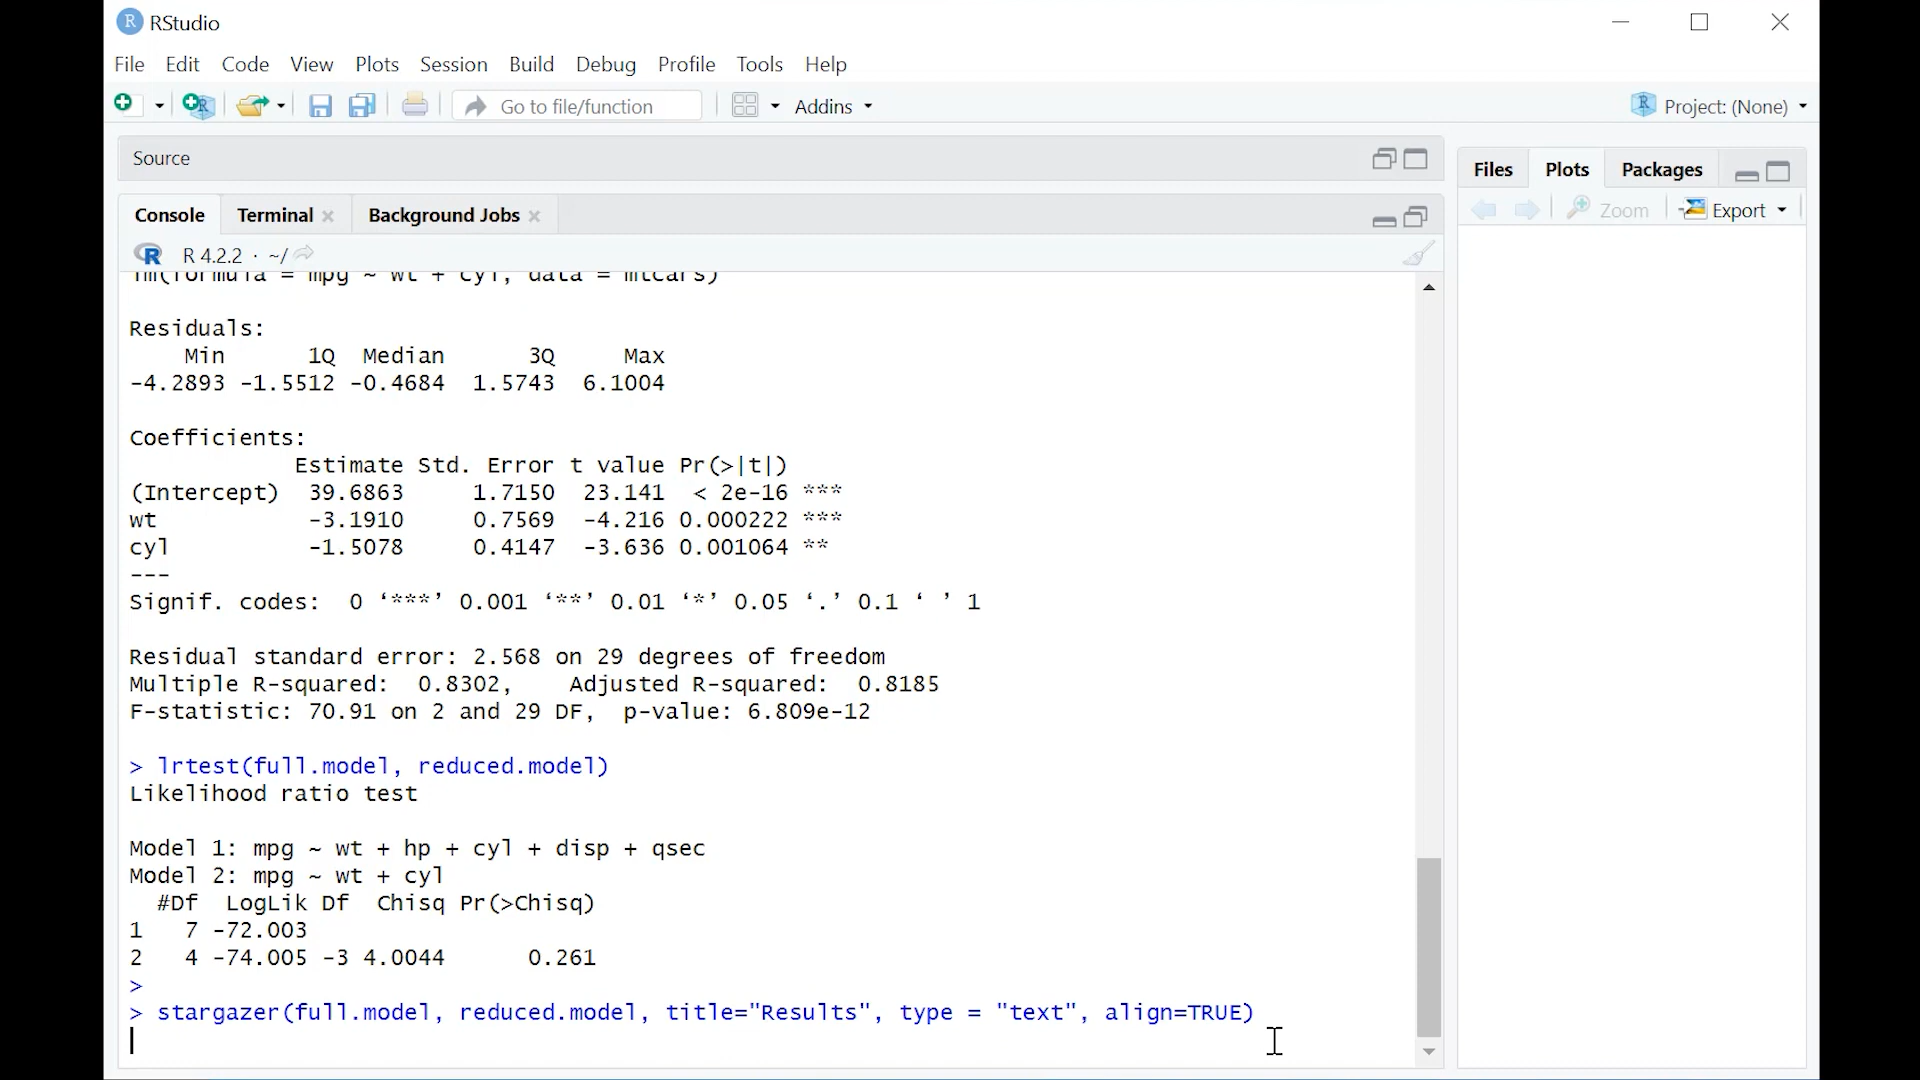 RStudio
File Edit Code View Plots Session Build Debug Profile Tools Help
Go to file/function Addins Project: (None)
Source
Files Plots Packages
Console Terminal Background Jobs
Zoom Export
R 4.2.2 · ~/
lm(formula = mpg ~ wt + cyl, data = mtcars)
Residuals:
Min 1Q Median 3Q Max
-4.2893 -1.5512 -0.4684 1.5743 6.1004
Coefficients:
Estimate Std. Error t value Pr(>|t|)
(Intercept) 39.6863 1.7150 23.141 < 2e-16 ***
wt -3.1910 0.7569 -4.216 0.000222 ***
cyl -1.5078 0.4147 -3.636 0.001064 **
---
Signif. codes: 0 ‘***’ 0.001 ‘**’ 0.01 ‘*’ 0.05 ‘.’ 0.1 ‘ ’ 1
Residual standard error: 2.568 on 29 degrees of freedom
Multiple R-squared: 0.8302, Adjusted R-squared: 0.8185
F-statistic: 70.91 on 2 and 29 DF, p-value: 6.809e-12
> lrtest(full.model, reduced.model)
Likelihood ratio test
Model 1: mpg ~ wt + hp + cyl + disp + qsec
Model 2: mpg ~ wt + cyl
#Df LogLik Df Chisq Pr(>Chisq)
1 7 -72.003
2 4 -74.005 -3 4.0044 0.261
>
> stargazer(full.model, reduced.model, title="Results", type = "text", align=TRUE)